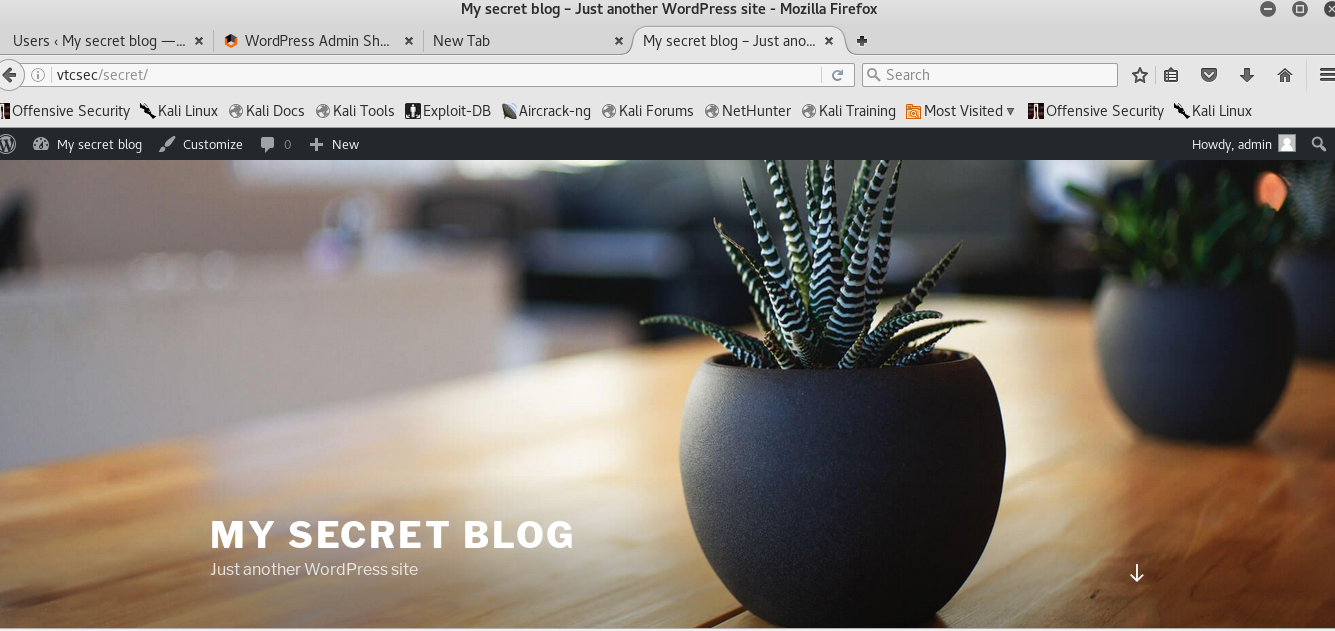 My secret blog – Just another WordPress site - Mozilla Firefox
Users ‹ My secret blog —... WordPress Admin Sh... New Tab My secret blog – Just ano...
vtcsec/secret/ Search
Offensive Security Kali Linux Kali Docs Kali Tools Exploit-DB Aircrack-ng Kali Forums NetHunter Kali Training Most Visited Offensive Security Kali Linux
My secret blog Customize 0 New Howdy, admin
MY SECRET BLOG
Just another WordPress site